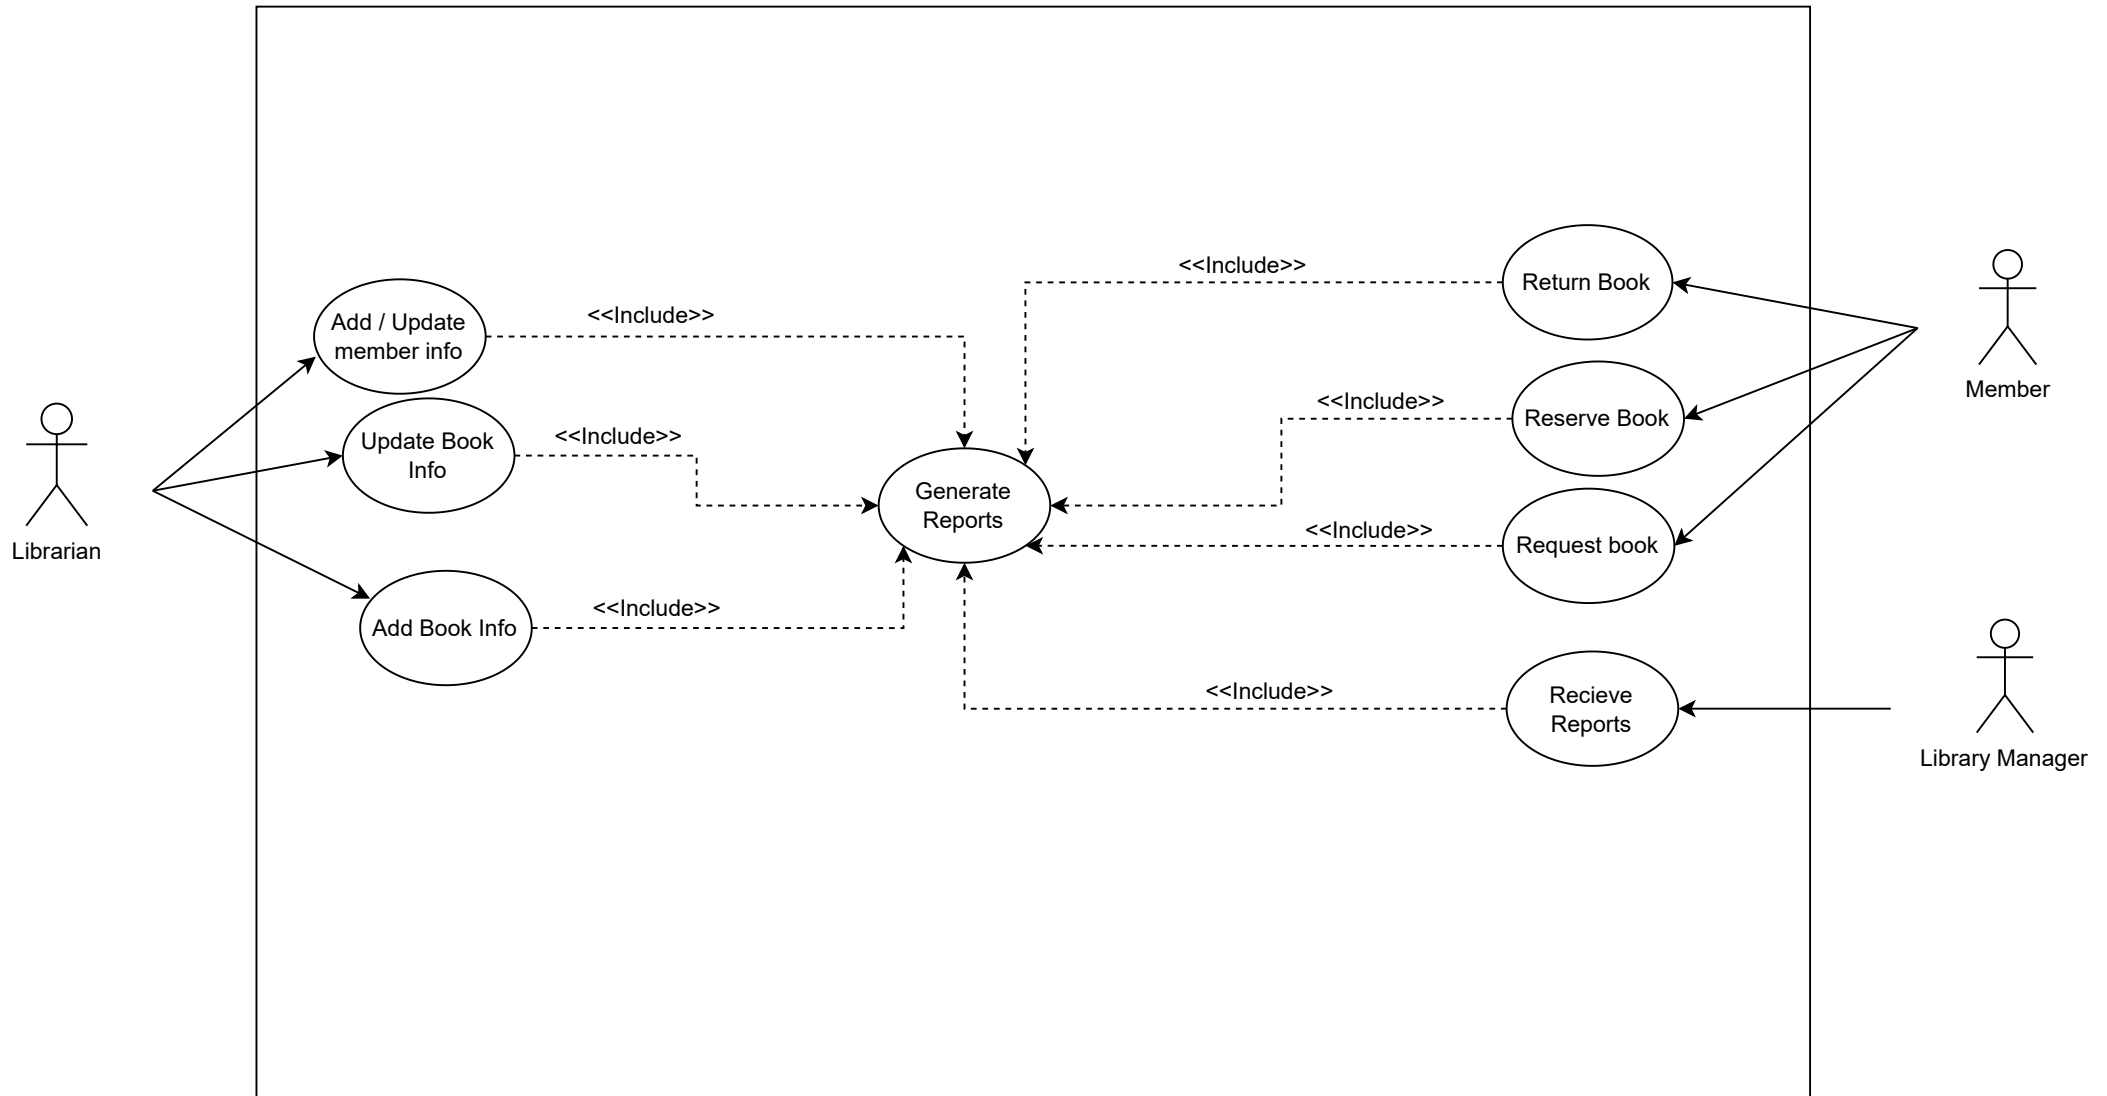 <<Include>>
Return Book
<<Include>>
Add / Update
member info
Member
<<Include>>
Reserve Book
<<Include>>
Update Book
Info
Generate
Reports
<<Include>>
Request book
Librarian
<<Include>>
Add Book Info
<<Include>>
Recieve
Reports
Library Manager